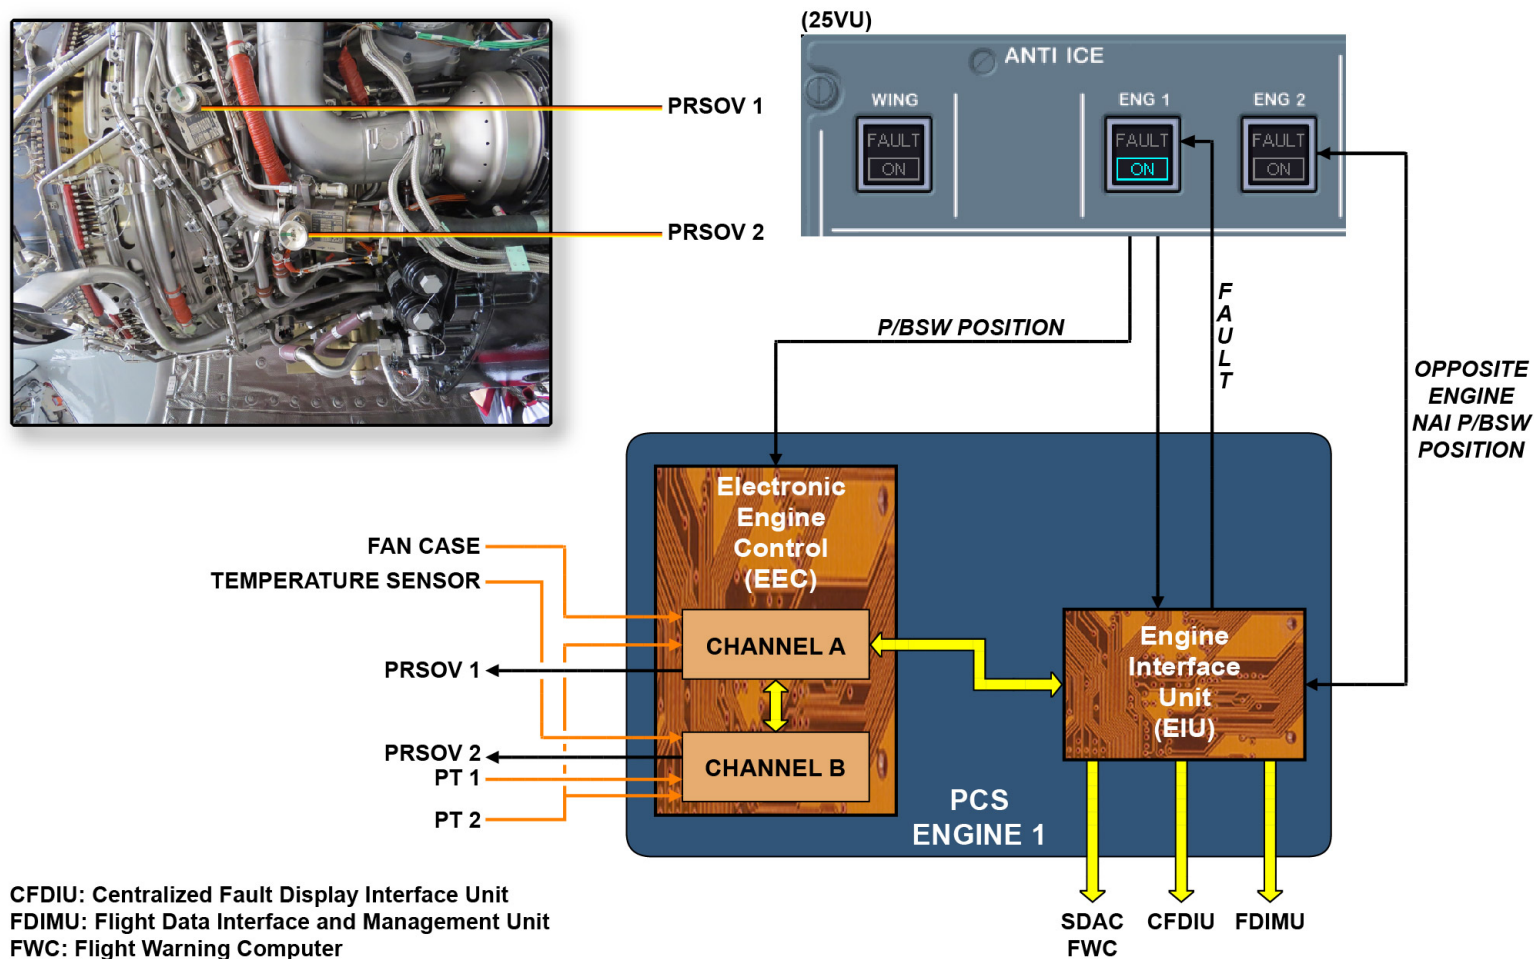 (25VU)
ANTI ICE
WING
ENG 1
ENG 2
FAULT
ON
FAULT
ON
FAULT
ON
PRSOV 1
PRSOV 2
P/BSW POSITION
FAULT
OPPOSITE
ENGINE
NAI P/BSW
POSITION
Electronic
Engine
Control
(EEC)
FAN CASE
TEMPERATURE SENSOR
CHANNEL A
PRSOV 1
Engine
Interface
Unit
(EIU)
PRSOV 2
PT 1
CHANNEL B
PT 2
PCS
ENGINE 1
SDAC
FWC
CFDIU
FDIMU
CFDIU: Centralized Fault Display Interface Unit
FDIMU: Flight Data Interface and Management Unit
FWC: Flight Warning Computer